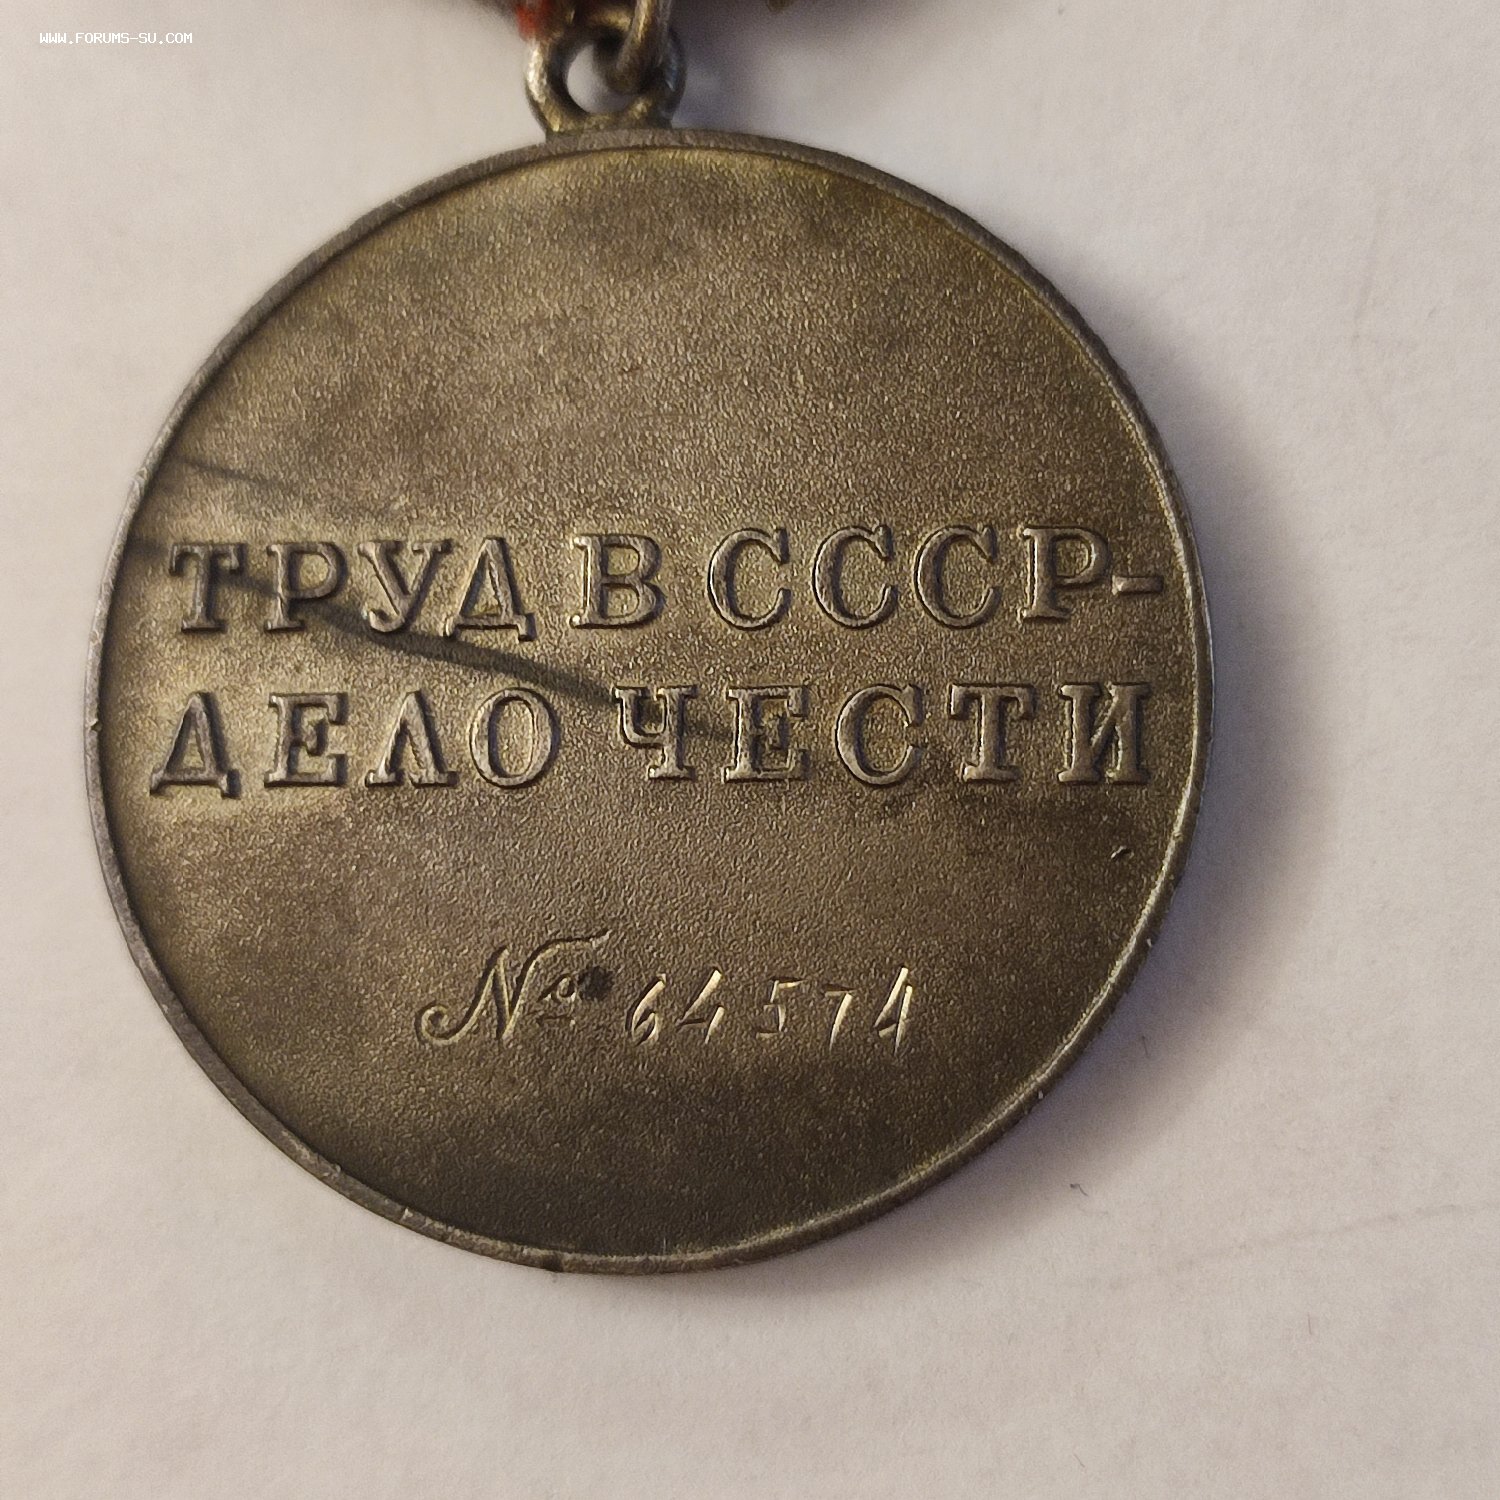 WWW.FORUMS-SU.COM
ТРУД В СССР-
ДЕЛО ЧЕСТИ
№ 64574